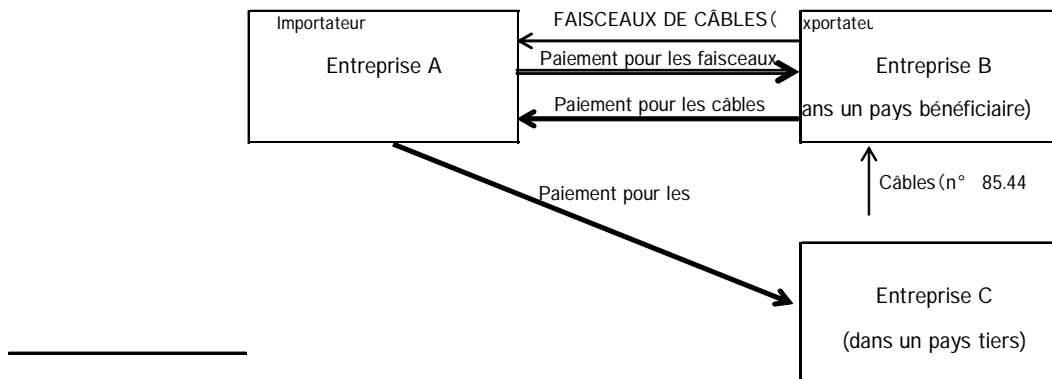 Importateur
Entreprise A
FAISCEAUX DE CÂBLES(
Paiement pour les faisceaux
Paiement pour les câbles
xportateu
Entreprise B
ans un pays bénéficiaire)
Câbles(n° 85.44
Paiement pour les
Entreprise C
(dans un pays tiers)